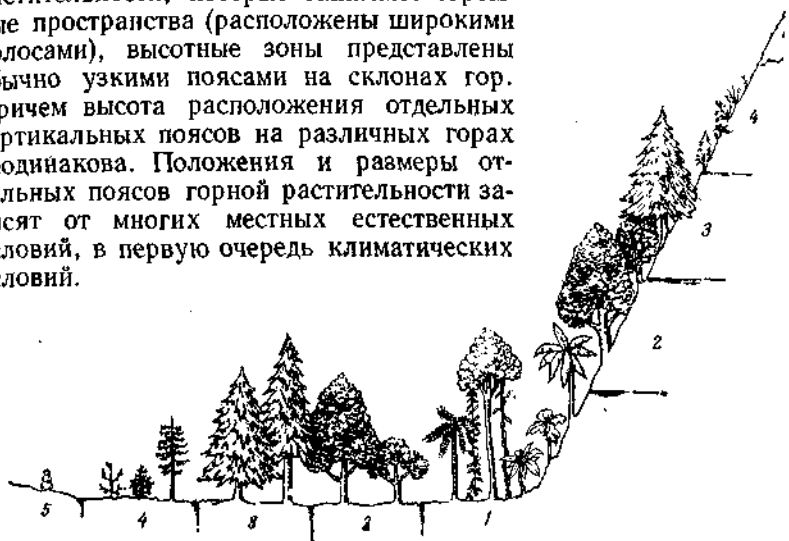 ые пространства (расположены широкими
олосами), высотные зоны представлены
бычно узкими поясами на склонах гор.
ричем высота расположения отдельных
ртикальных поясов на различных горах
одинакова. Положения и размеры от-
льных поясов горной растительности за-
сят от многих местных естественных
ловий, в первую очередь климатических
ловий.
4
3
2
5 4 3 2 1